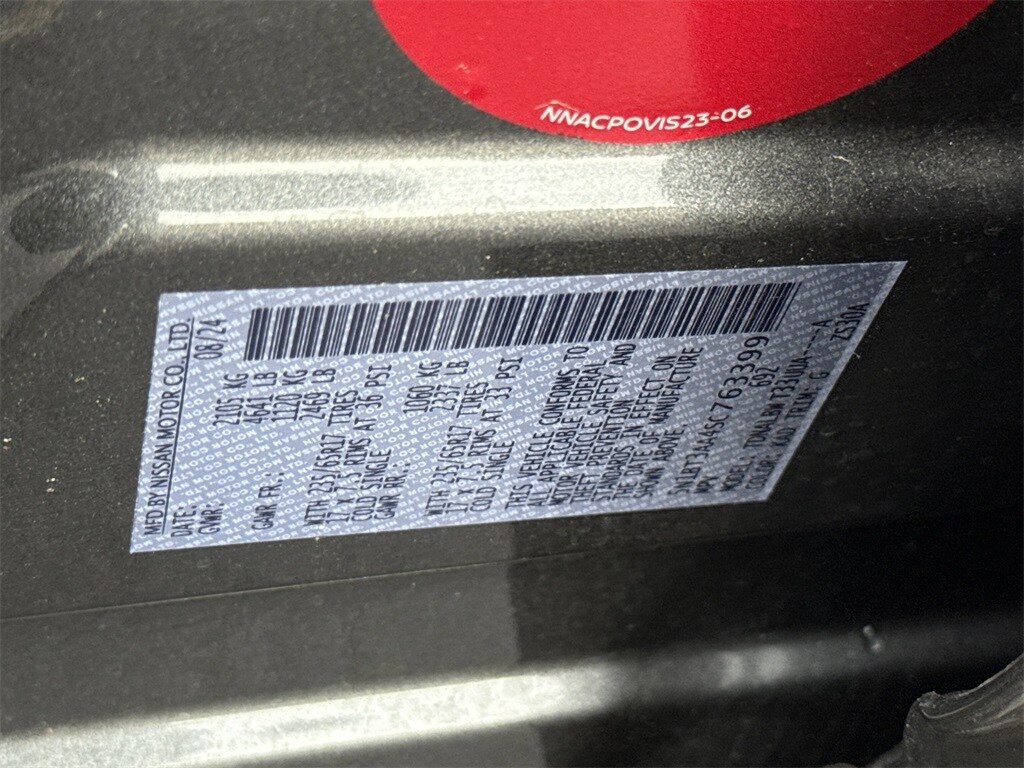 NNACPOVIS23-06
MFD BY NISSAN MOTOR CO., LTD.
DATE: 08/24
GVWR: 2105 KG
4641 LB
GAWR FR.: 1120 KG
2469 LB
WITH 235/65R17 TIRES
17 X 7.5 RIMS AT 36 PSI
COLD SINGLE
GAWR RR.: 1060 KG
2337 LB
WITH 235/65R17 TIRES
17 X 7.5 RIMS AT 33 PSI
COLD SINGLE
THIS VEHICLE CONFORMS TO
ALL APPLICABLE FEDERAL
MOTOR VEHICLE SAFETY AND
THEFT PREVENTION
STANDARDS IN EFFECT ON
THE DATE OF MANUFACTURE
SHOWN ABOVE.
5N1BT3AA4SC763399
MPV 692
MODEL: A
COLOR: KAD TRIM G